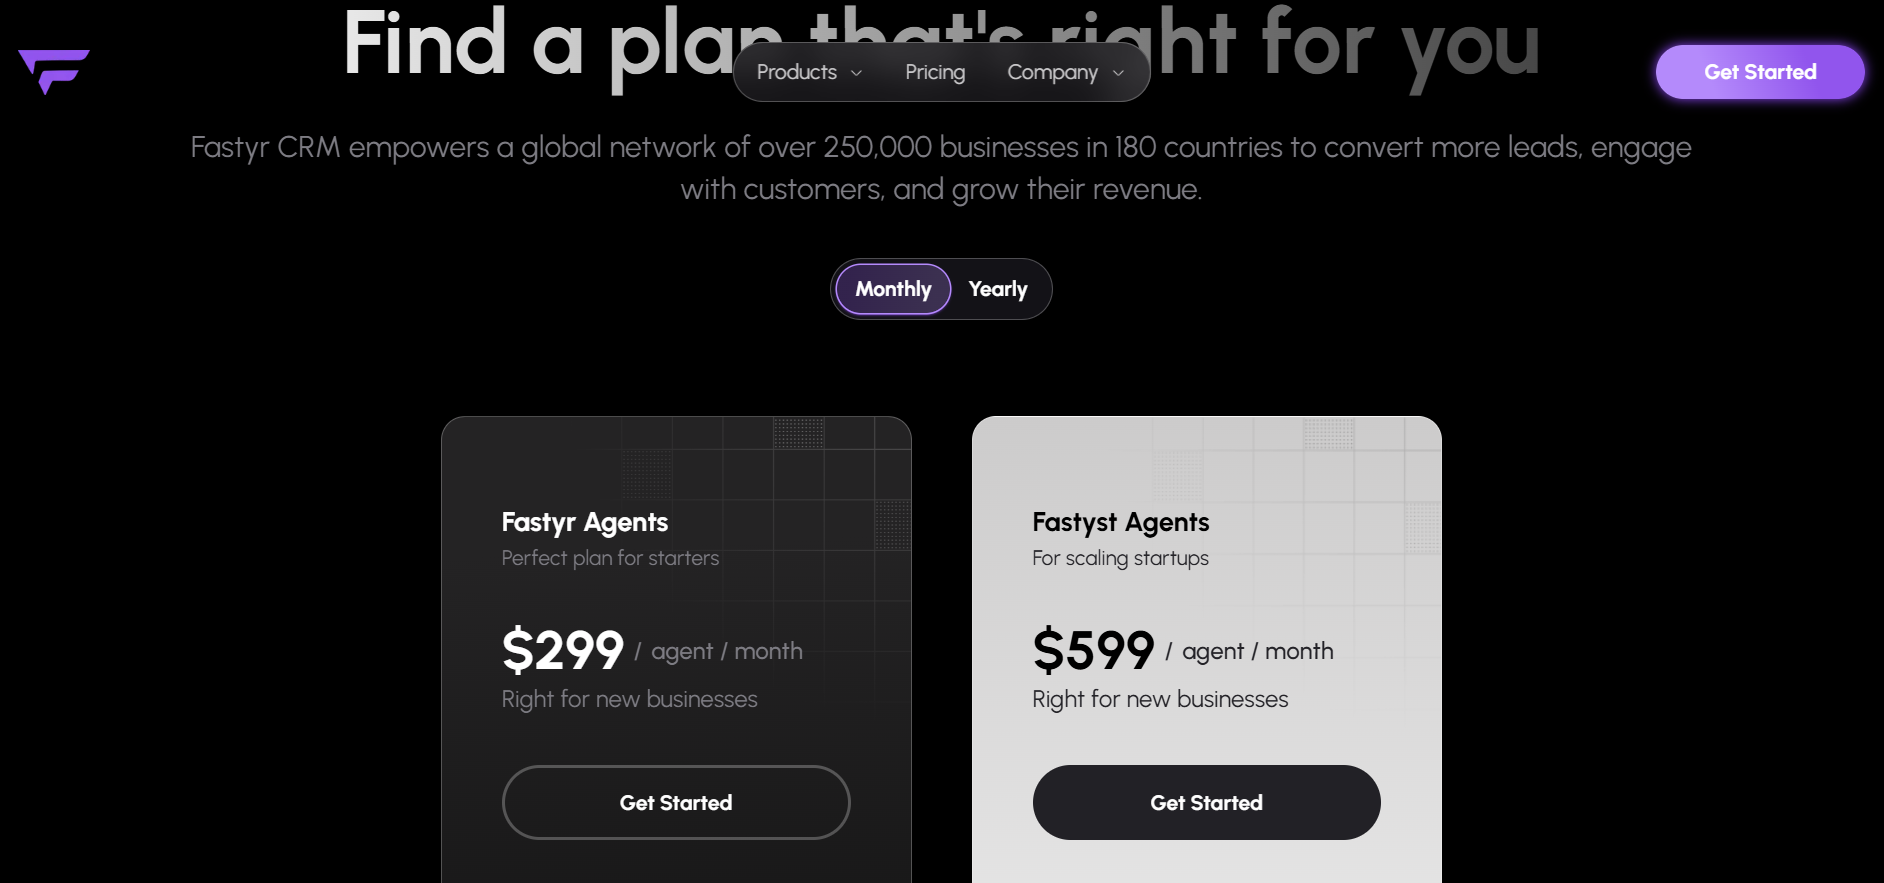 Find a plan that's right for you
Products
Pricing
Company
Get Started
Fastyr CRM empowers a global network of over 250,000 businesses in 180 countries to convert more leads, engage
with customers, and grow their revenue.
Monthly
Yearly
Fastyr Agents
Perfect plan for starters
$299 / agent / month
Right for new businesses
Get Started
Fastyst Agents
For scaling startups
$599 / agent / month
Right for new businesses
Get Started